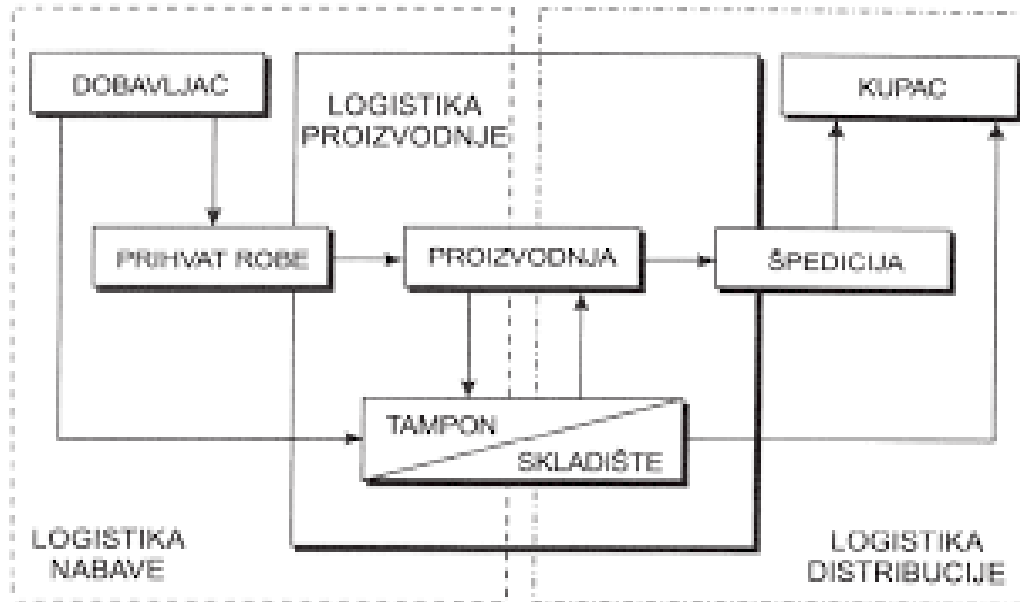 DOBAVLJAČ
KUPAC
LOGISTIKA
PROIZVODNJE
PRIHVAT ROBE
PROIZVODNJA
ŠPEDICIJA
TAMPON
SKLADIŠTE
LOGISTIKA
NABAVE
LOGISTIKA
DISTRIBUCIJE